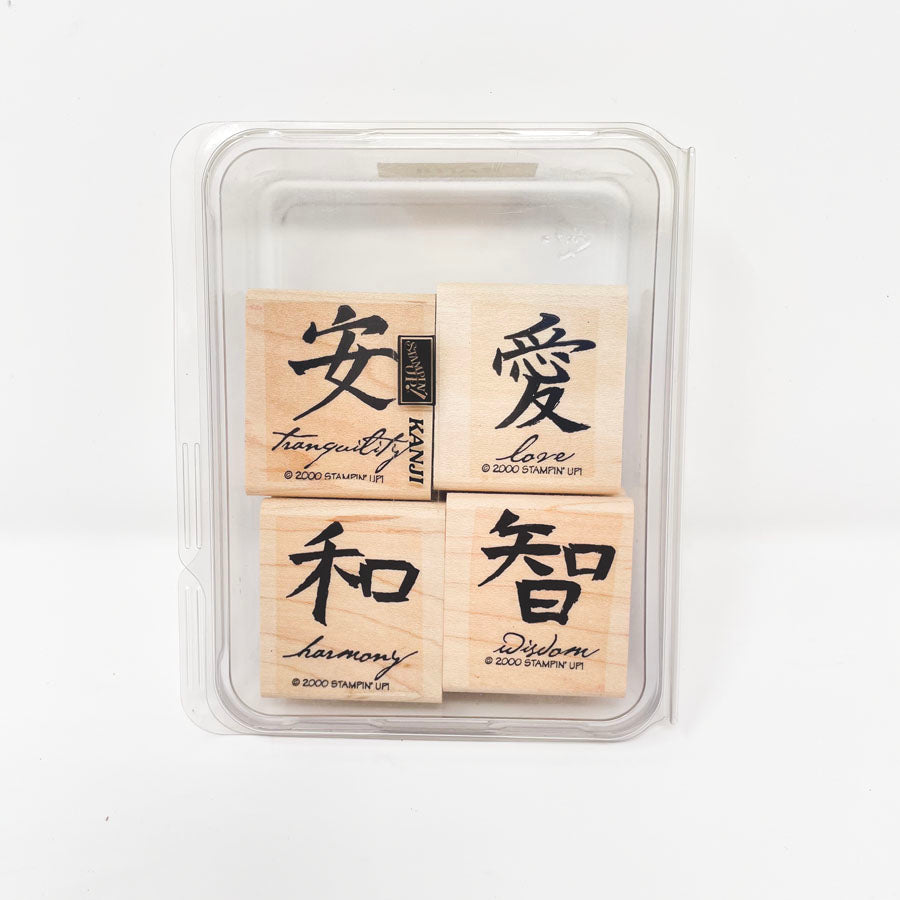 安
tranquility
© 2000 STAMPIN' UP!
STAMPIN' UP!
KANJI
愛
love
© 2000 STAMPIN' UP!
和
harmony
© 2000 STAMPIN' UP!
智
wisdom
© 2000 STAMPIN' UP!